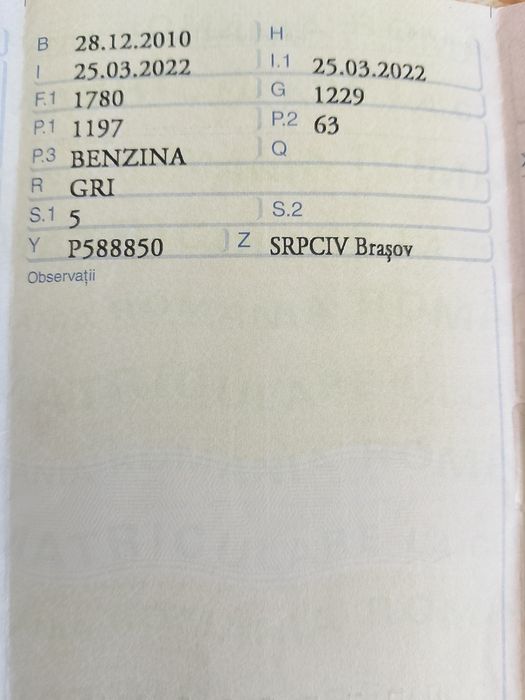 B 28.12.2010 H
I 25.03.2022 I.1 25.03.2022
F.1 1780 G 1229
P.1 1197 P.2 63
P.3 BENZINA Q
R GRI
S.1 5 S.2
Y P588850 Z SRPCIV Brașov
Observații